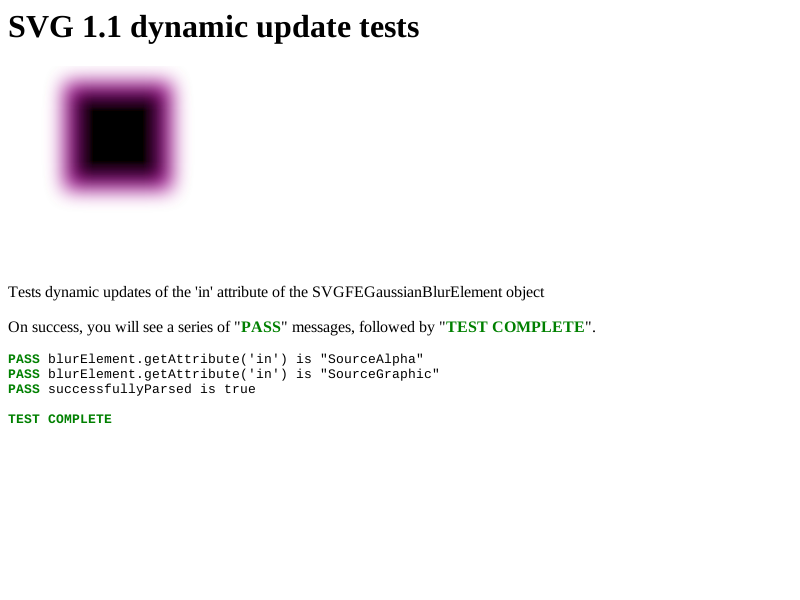 SVG 1.1 dynamic update tests
Tests dynamic updates of the 'in' attribute of the SVGFEGaussianBlurElement object
On success, you will see a series of "PASS" messages, followed by "TEST COMPLETE".
PASS blurElement.getAttribute('in') is "SourceAlpha"
PASS blurElement.getAttribute('in') is "SourceGraphic"
PASS successfullyParsed is true
TEST COMPLETE